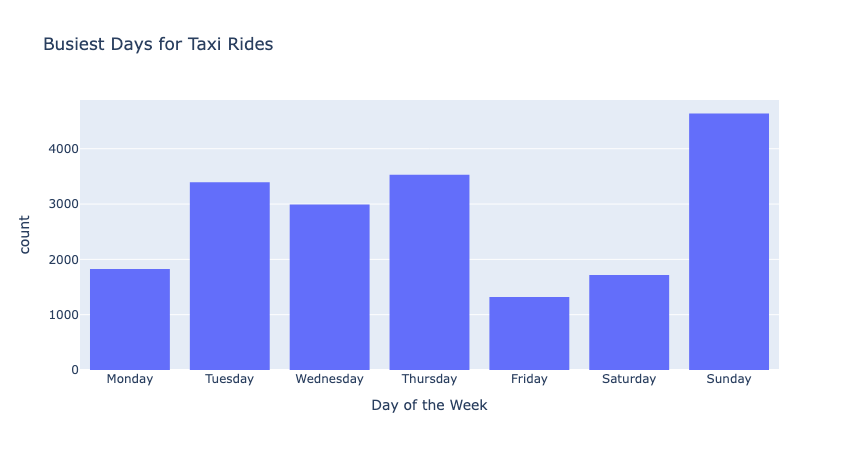 Busiest Days for Taxi Rides
4000
3000
2000
1000
0
count
Monday Tuesday Wednesday Thursday Friday Saturday Sunday
Day of the Week